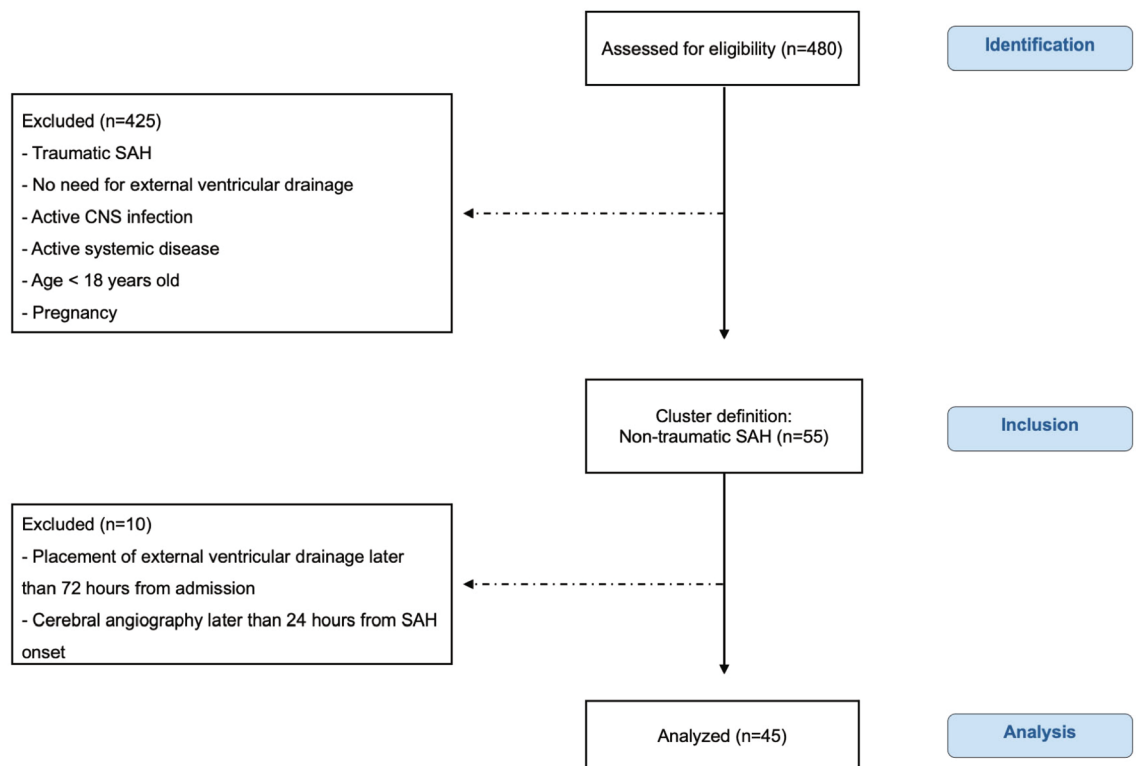 Assessed for eligibility (n=480)
Identification
Excluded (n=425)
- Traumatic SAH
- No need for external ventricular drainage
- Active CNS infection
- Active systemic disease
- Age < 18 years old
- Pregnancy
Cluster definition:
Non-traumatic SAH (n=55)
Inclusion
Excluded (n=10)
- Placement of external ventricular drainage later
than 72 hours from admission
- Cerebral angiography later than 24 hours from SAH
onset
Analyzed (n=45)
Analysis